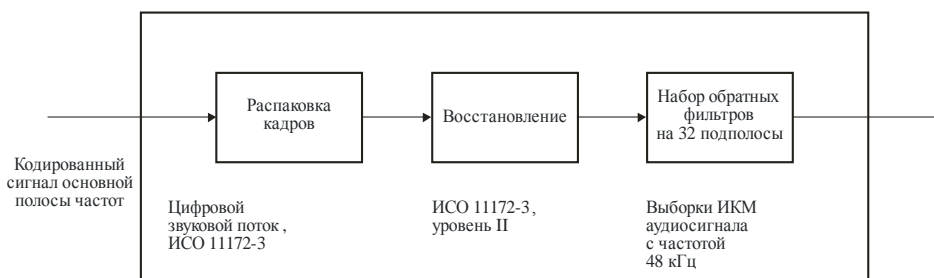 Распаковка
кадров
Восстановление
Набор обратных
фильтров
на 32 подполосы
Кодированный
сигнал основной
полосы частот
Цифровой
звуковой поток ,
ИСО 11172-3
ИСО 11172-3 ,
уровень II
Выборки ИКМ
аудиосигнала
с частотой
48 кГц